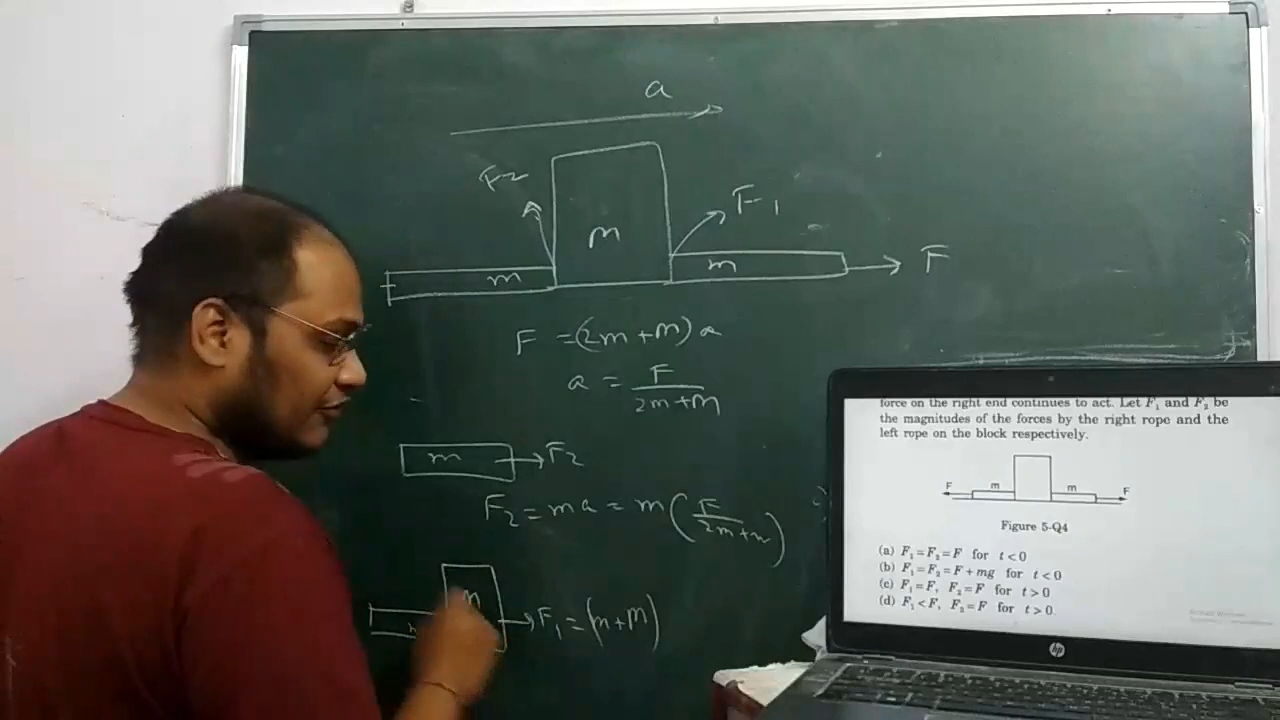 a
F2
F1
M
m
m
F
F = (2m+M) a
a = F / 2m+M
m
F2
F2 = ma = m ( F / 2m+m )
m
F1 = (m+M)
force on the right end continues to act. Let F1 and F2 be
the magnitudes of the forces by the right rope and the
left rope on the block respectively.
F
m
m
F
Figure 5-Q4
(a) F1 = F2 = F for t < 0
(b) F1 = F2 = F + mg for t < 0
(c) F1 = F, F2 = F for t > 0
(d) F1 < F, F2 = F for t > 0.
hp